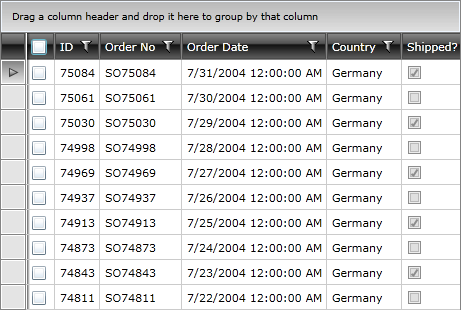 Drag a column header and drop it here to group by that column
ID Order No Order Date Country Shipped?
75084 SO75084 7/31/2004 12:00:00 AM Germany
75061 SO75061 7/30/2004 12:00:00 AM Germany
75030 SO75030 7/29/2004 12:00:00 AM Germany
74998 SO74998 7/28/2004 12:00:00 AM Germany
74969 SO74969 7/27/2004 12:00:00 AM Germany
74937 SO74937 7/26/2004 12:00:00 AM Germany
74913 SO74913 7/25/2004 12:00:00 AM Germany
74873 SO74873 7/24/2004 12:00:00 AM Germany
74843 SO74843 7/23/2004 12:00:00 AM Germany
74811 SO74811 7/22/2004 12:00:00 AM Germany